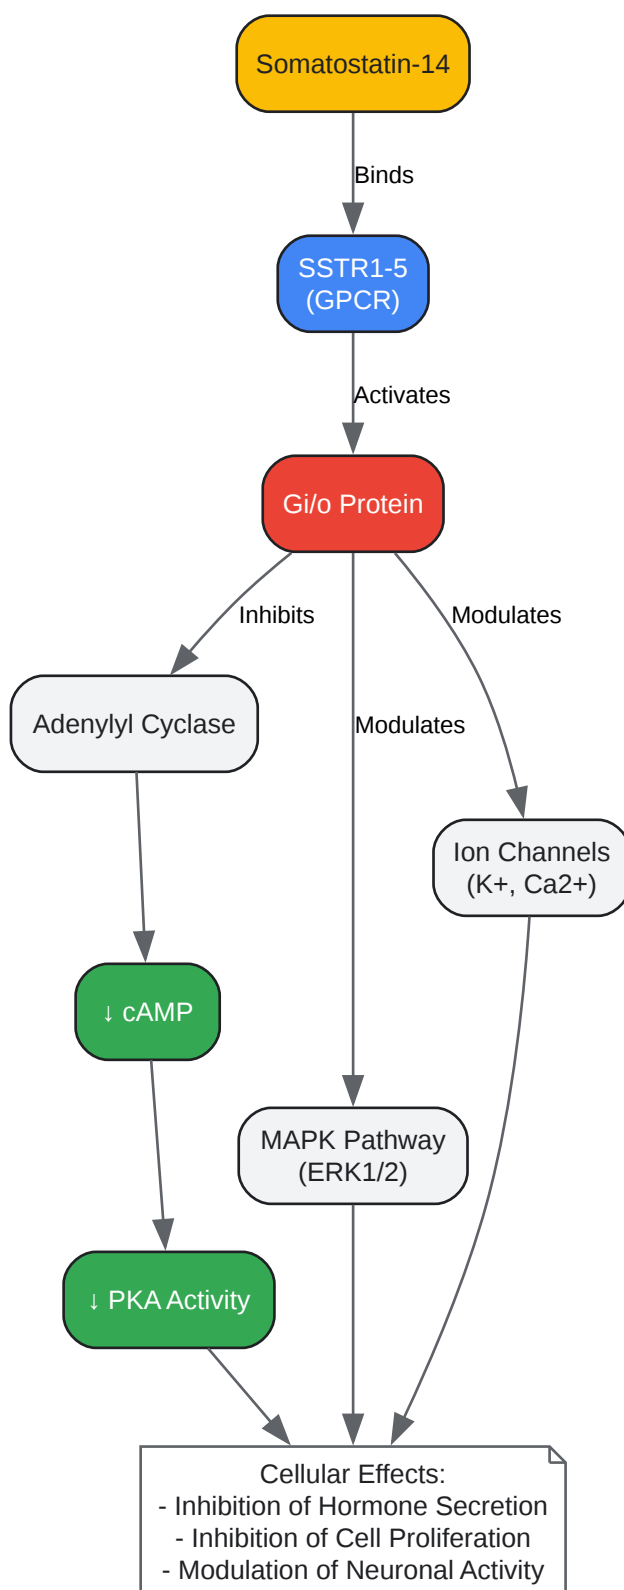 Somatostatin-14
Binds
SSTR1-5
(GPCR)
Activates
Gi/o Protein
Inhibits
Modulates
Adenylyl Cyclase
Modulates
Ion Channels
(K+, Ca2+)
↓ cAMP
MAPK Pathway
(ERK1/2)
↓ PKA Activity
Cellular Effects:
- Inhibition of Hormone Secretion
- Inhibition of Cell Proliferation
- Modulation of Neuronal Activity